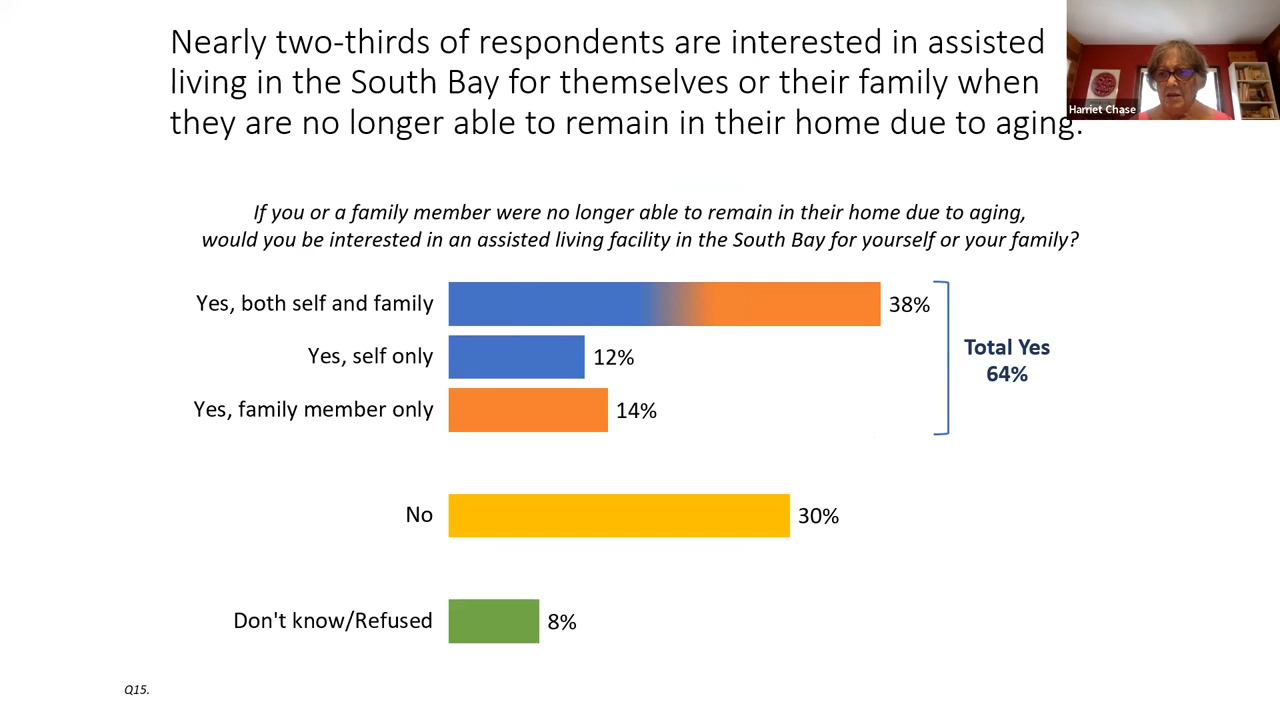 Nearly two-thirds of respondents are interested in assisted
living in the South Bay for themselves or their family when
they are no longer able to remain in their home due to aging.
Harriet Chase
If you or a family member were no longer able to remain in their home due to aging,
would you be interested in an assisted living facility in the South Bay for yourself or your family?
Yes, both self and family 38%
Yes, self only 12%
Yes, family member only 14%
Total Yes
64%
No 30%
Don't know/Refused 8%
Q15.